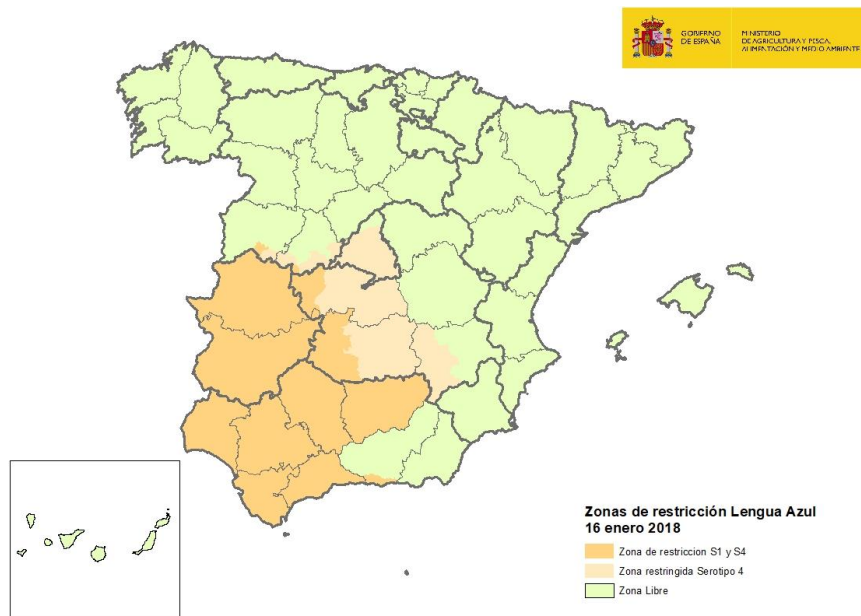 GOBIERNO
DE ESPAÑA
MINISTERIO
DE AGRICULTURA Y PESCA,
ALIMENTACIÓN Y MEDIO AMBIENTE
Zonas de restricción Lengua Azul
16 enero 2018
Zona de restriccion S1 y S4
Zona restringida Serotipo 4
Zona Libre